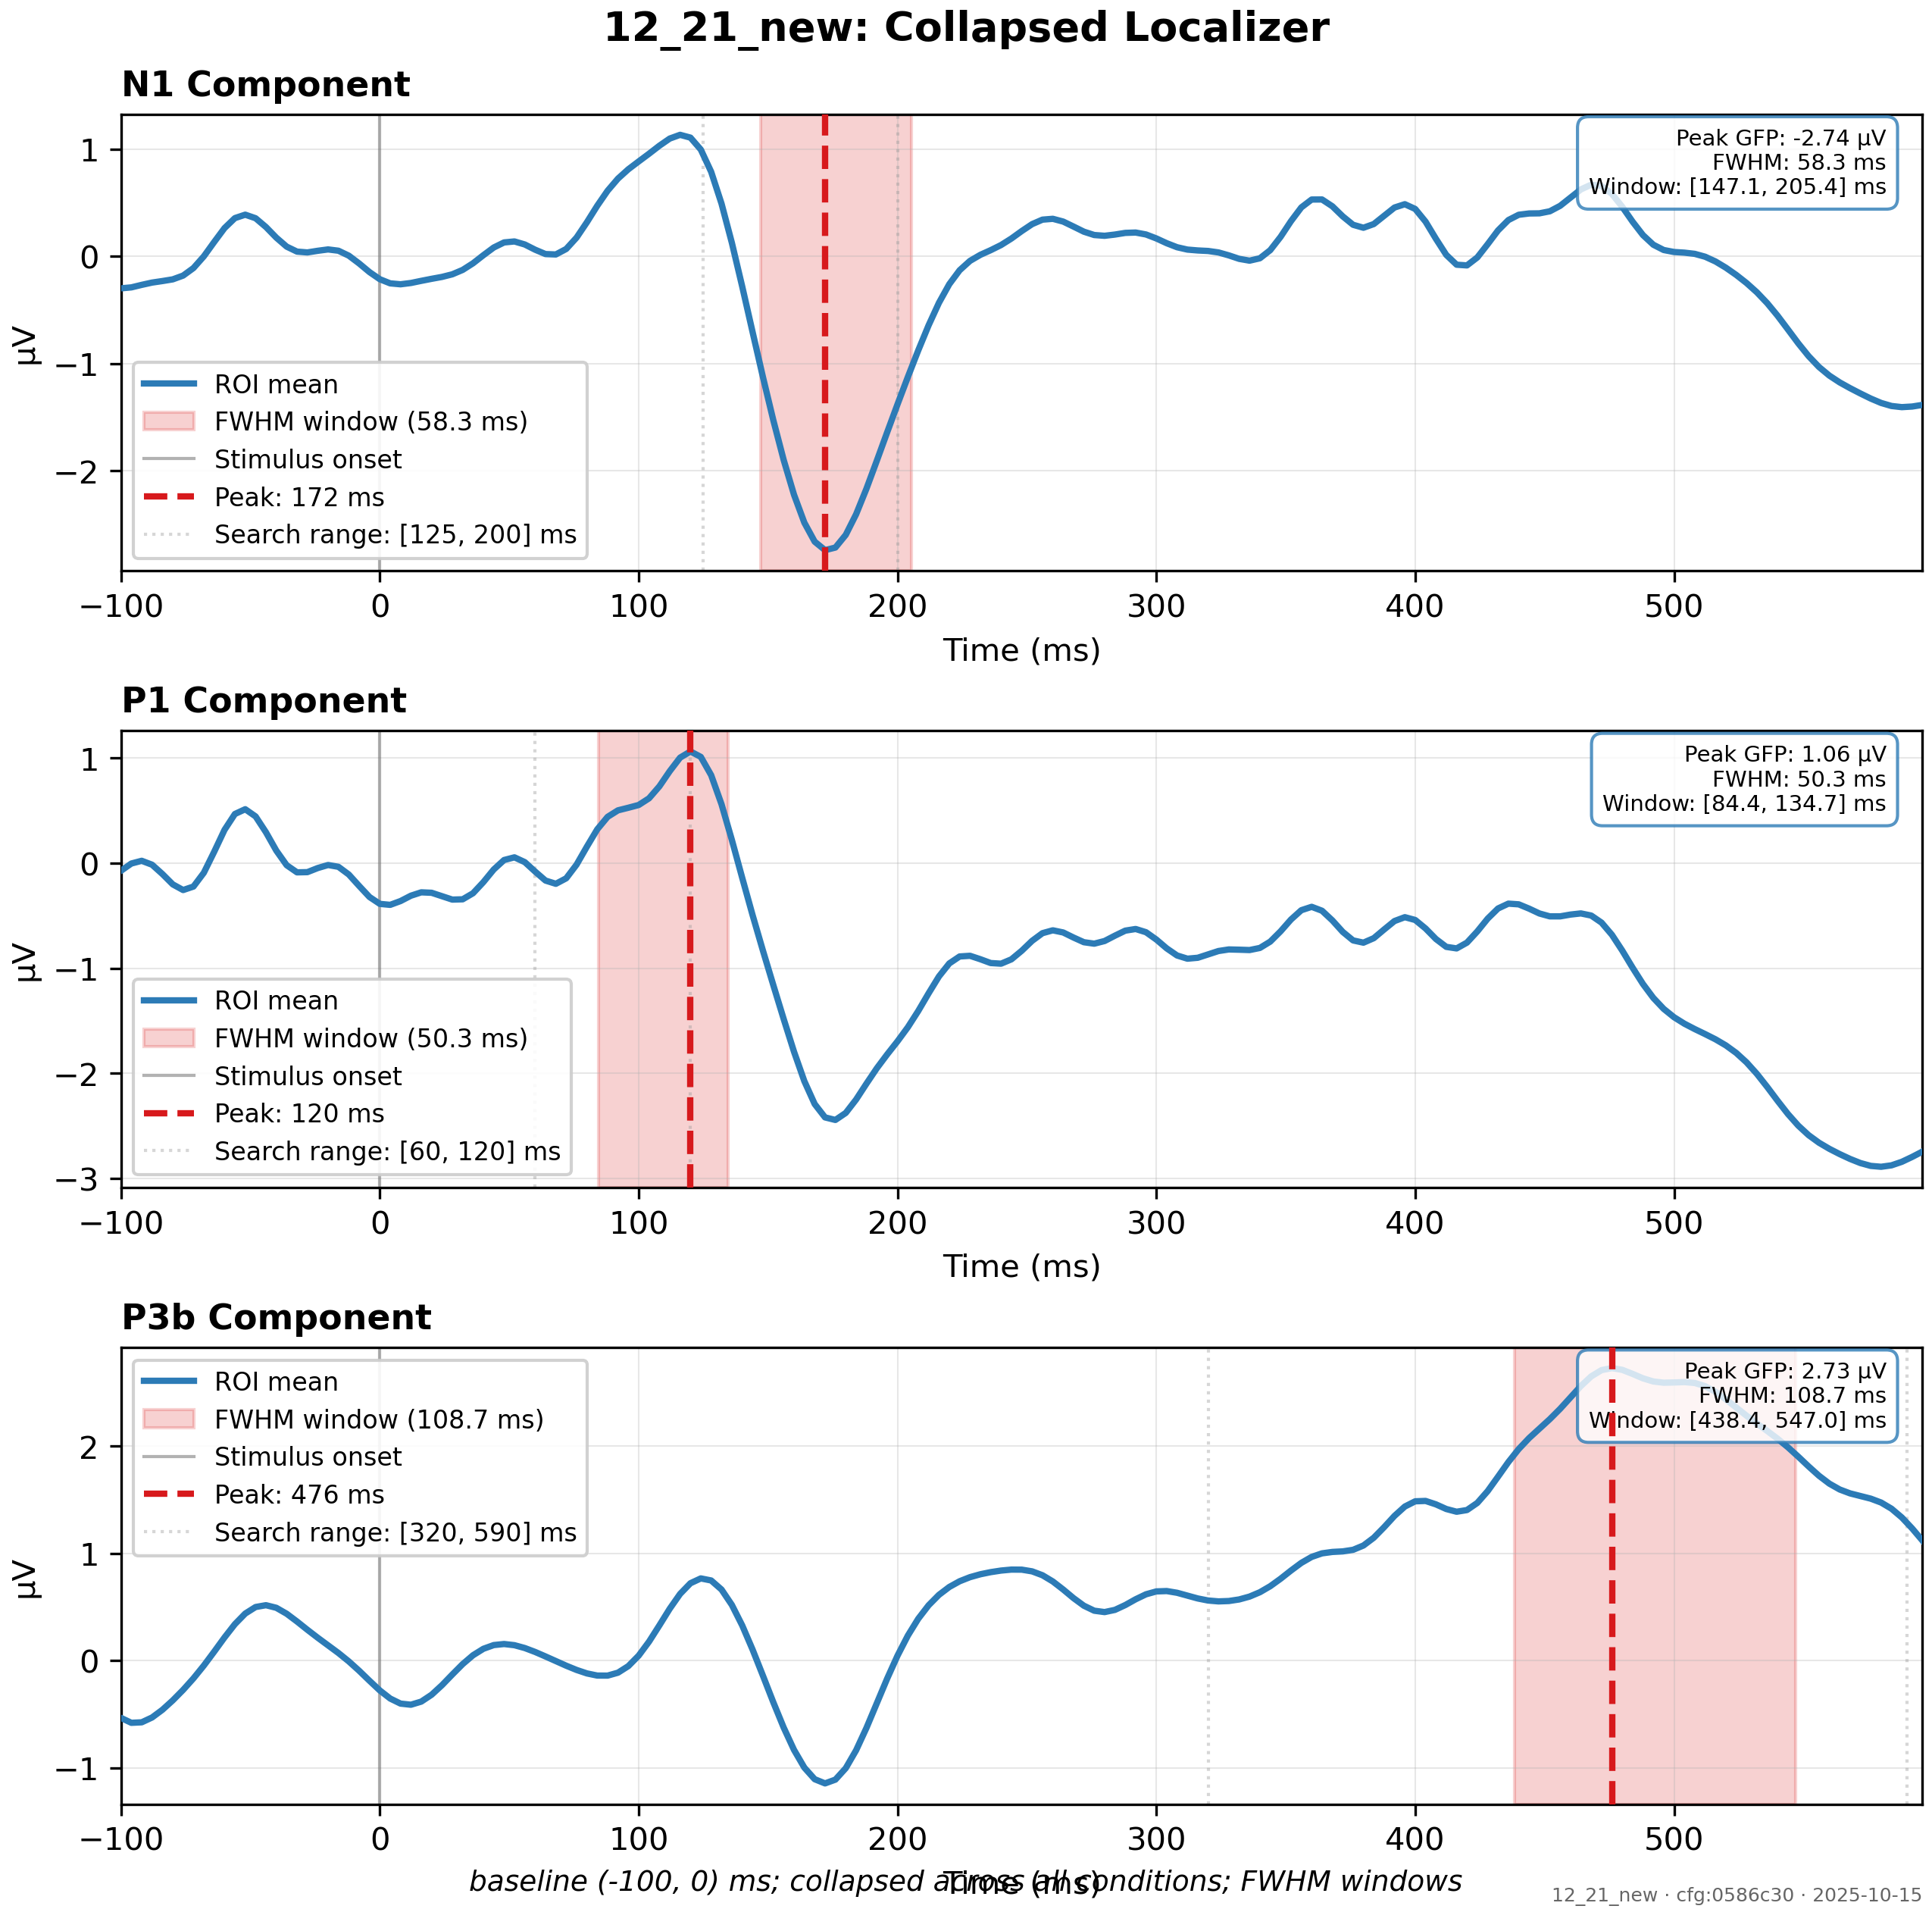 12_21_new: Collapsed Localizer
N1 Component
1
0
−1
−2
µV
Peak GFP: -2.74 µV
FWHM: 58.3 ms
Window: [147.1, 205.4] ms
ROI mean
FWHM window (58.3 ms)
Stimulus onset
Peak: 172 ms
Search range: [125, 200] ms
−100 0 100 200 300 400 500
Time (ms)
P1 Component
1
0
−1
−2
−3
µV
Peak GFP: 1.06 µV
FWHM: 50.3 ms
Window: [84.4, 134.7] ms
ROI mean
FWHM window (50.3 ms)
Stimulus onset
Peak: 120 ms
Search range: [60, 120] ms
−100 0 100 200 300 400 500
Time (ms)
P3b Component
2
1
0
−1
µV
ROI mean
FWHM window (108.7 ms)
Stimulus onset
Peak: 476 ms
Search range: [320, 590] ms
Peak GFP: 2.73 µV
FWHM: 108.7 ms
Window: [438.4, 547.0] ms
−100 0 100 200 300 400 500
Time (ms)
baseline (-100, 0) ms; collapsed across all conditions; FWHM windows
12_21_new · cfg:0586c30 · 2025-10-15